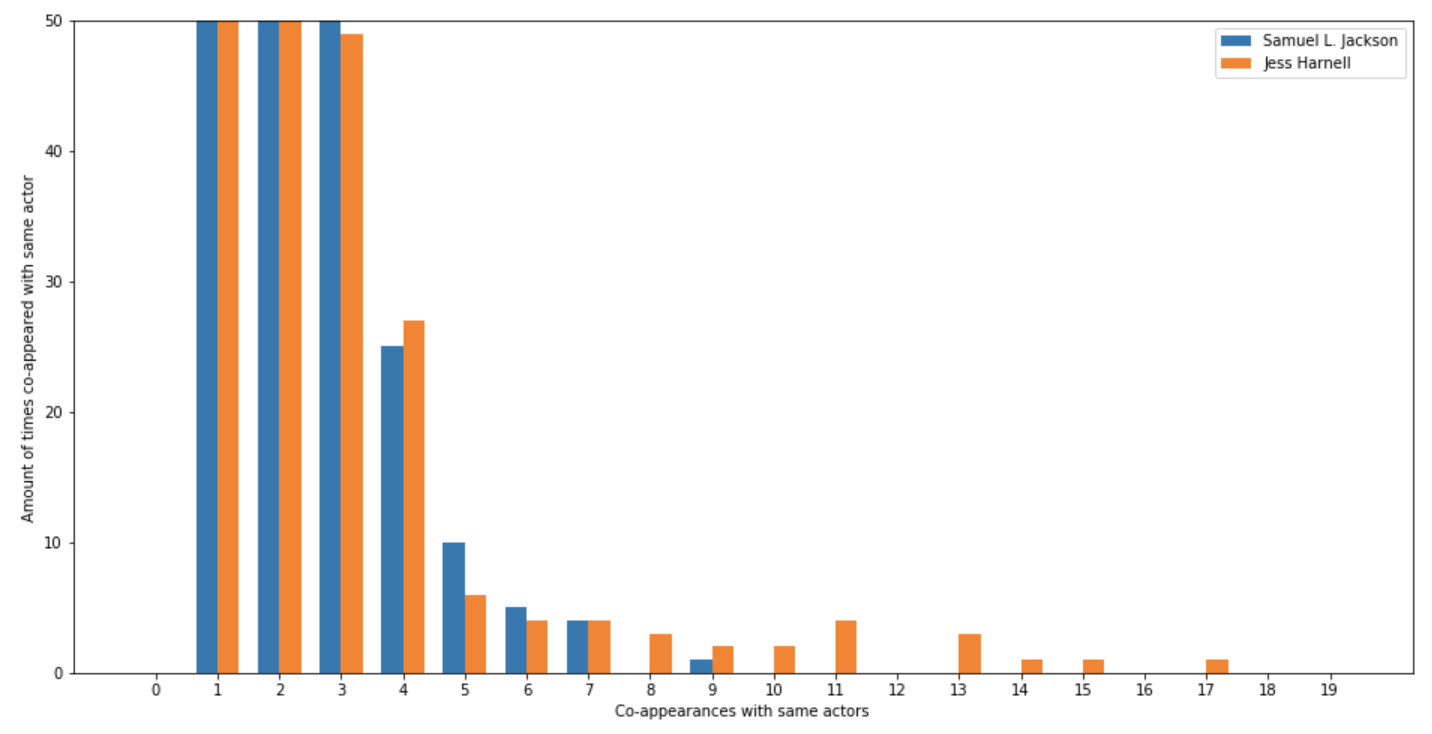 50
40
30
20
10
0
Amount of times co-appeared with same actor
Samuel L. Jackson
Jess Harnell
0 1 2 3 4 5 6 7 8 9 10 11 12 13 14 15 16 17 18 19
Co-appearances with same actors